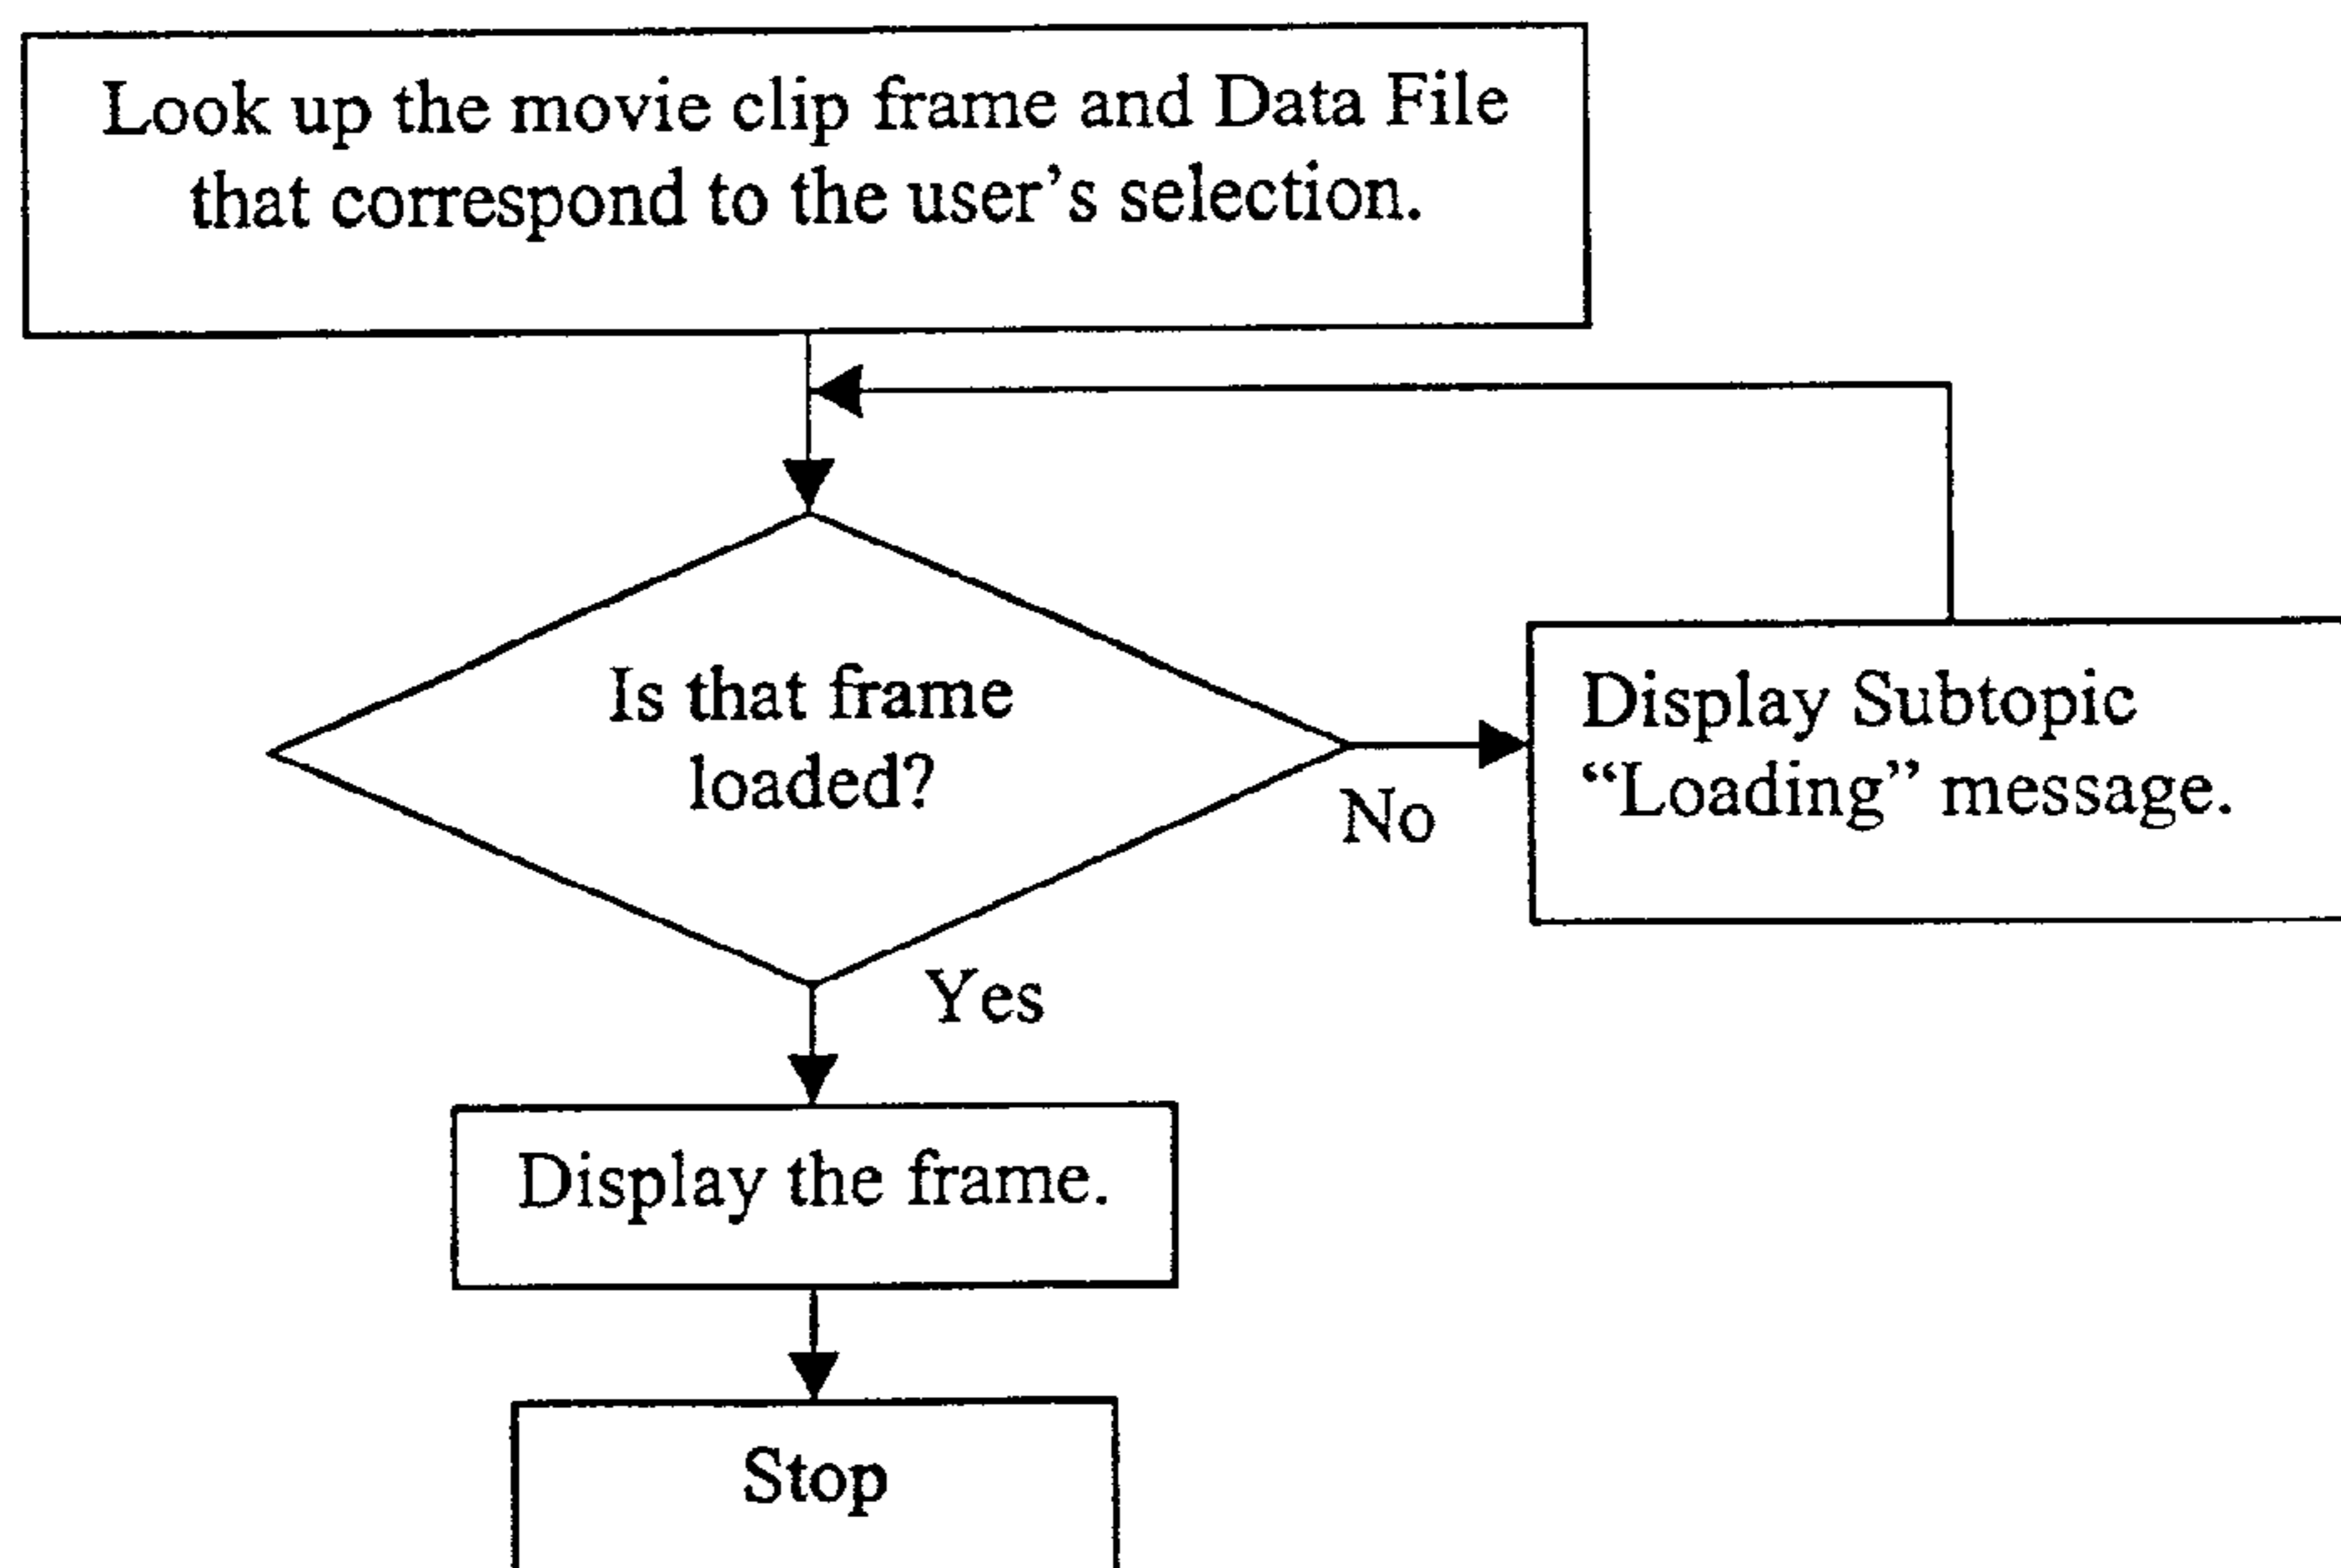 Look up the movie clip frame and Data File
that correspond to the user’s selection.
Is that frame
loaded?
No
Display Subtopic
“Loading” message.
Yes
Display the frame.
Stop